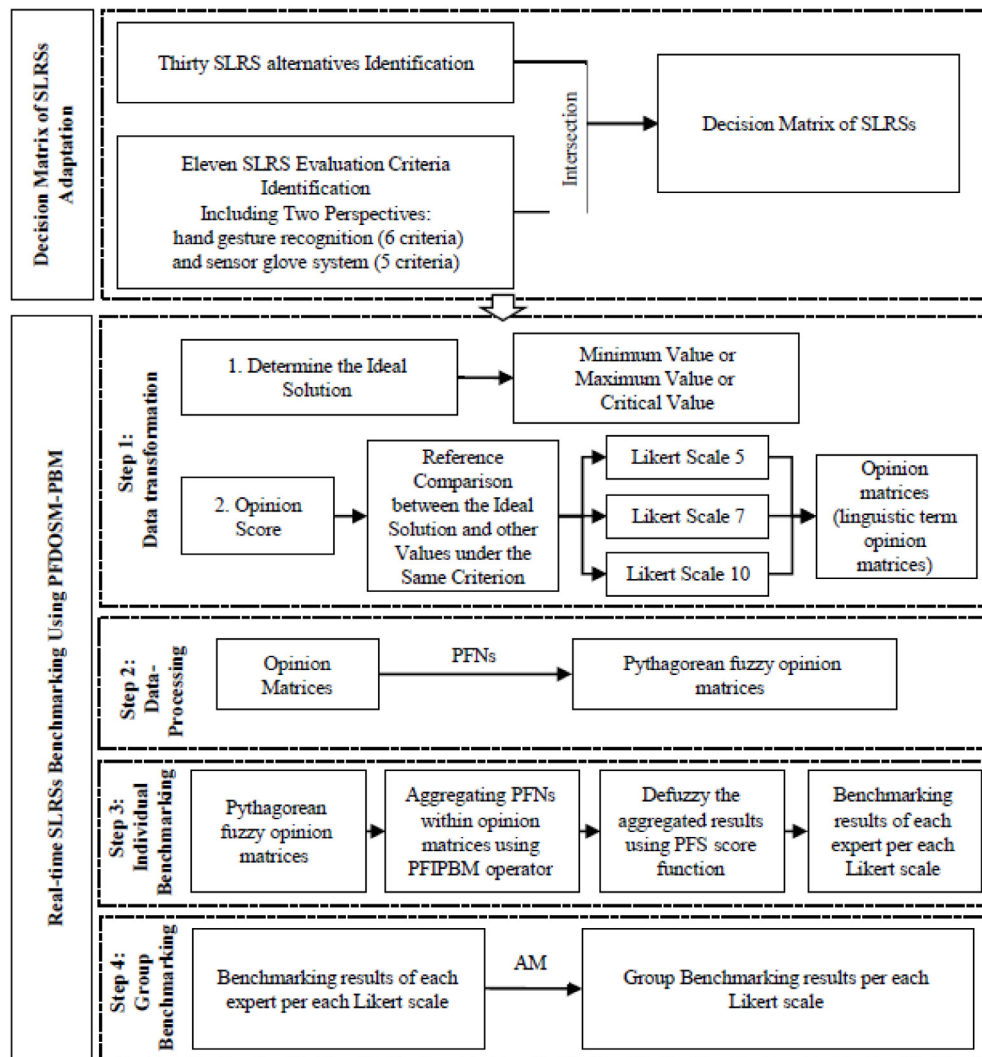 Decision Matrix of SLRSs
Adaptation
Thirty SLRS alternatives Identification
Eleven SLRS Evaluation Criteria
Identification
Including Two Perspectives:
hand gesture recognition (6 criteria)
and sensor glove system (5 criteria)
Intersection
Decision Matrix of SLRSs
Real-time SLRSs Benchmarking Using PFDOSM-PBM
Step 1:
Data transformation
1. Determine the Ideal
Solution
Minimum Value or
Maximum Value or
Critical Value
2. Opinion
Score
Reference
Comparison
between the Ideal
Solution and other
Values under the
Same Criterion
Likert Scale 5
Likert Scale 7
Likert Scale 10
Opinion
matrices
(linguistic term
opinion
matrices)
Step 2:
Data-
Processing
Opinion
Matrices
PFNs
Pythagorean fuzzy opinion
matrices
Step 3:
Individual
Benchmarking
Pythagorean
fuzzy opinion
matrices
Aggregating PFNs
within opinion
matrices using
PFIPBM operator
Defuzzy the
aggregated results
using PFS score
function
Benchmarking
results of each
expert per each
Likert scale
Step 4:
Group
Benchmarking
Benchmarking results of each
expert per each Likert scale
AM
Group Benchmarking results per each
Likert scale